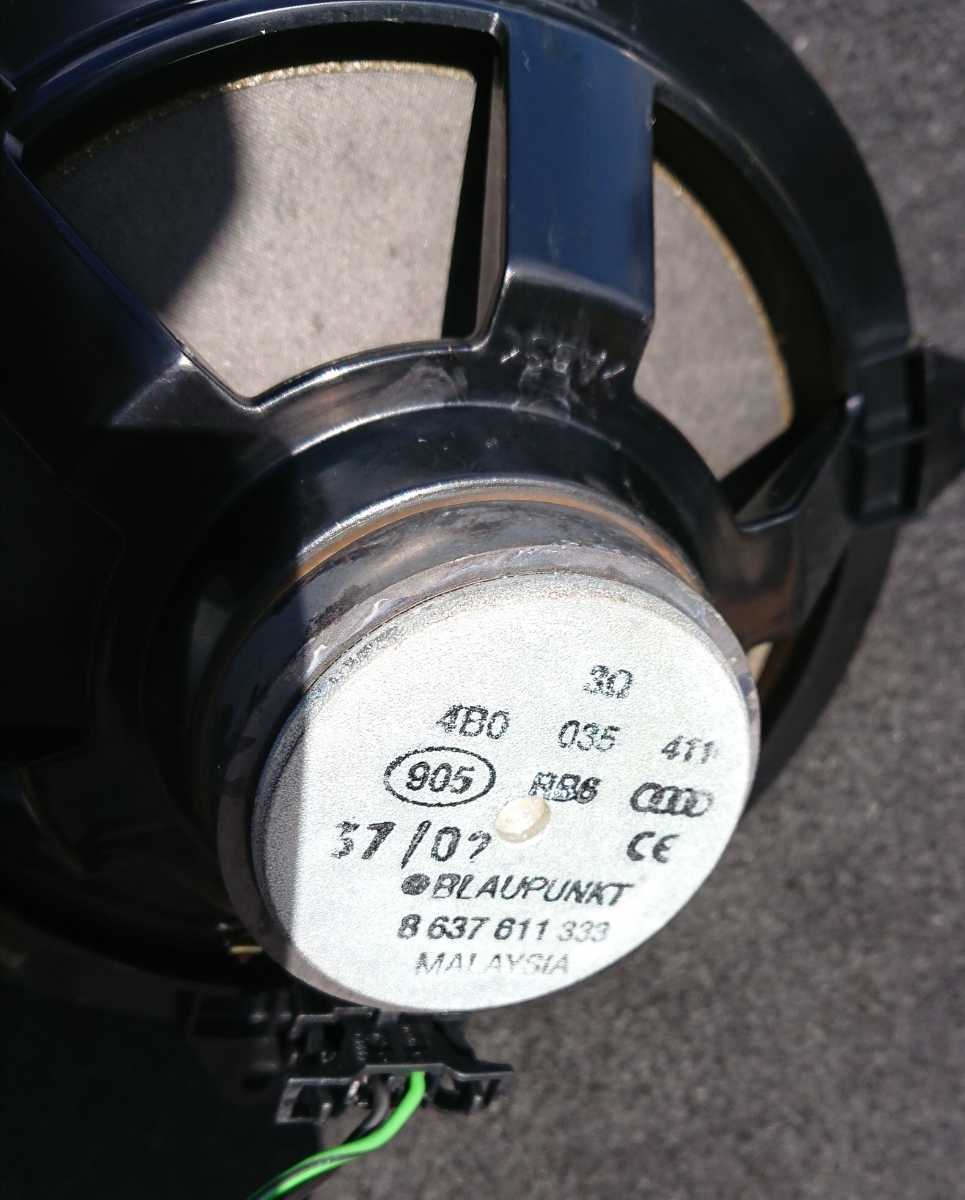 3Ω
4B0 035 411
905 RB6
37/02
CE
BLAUPUNKT
8 637 611 333
MALAYSIA